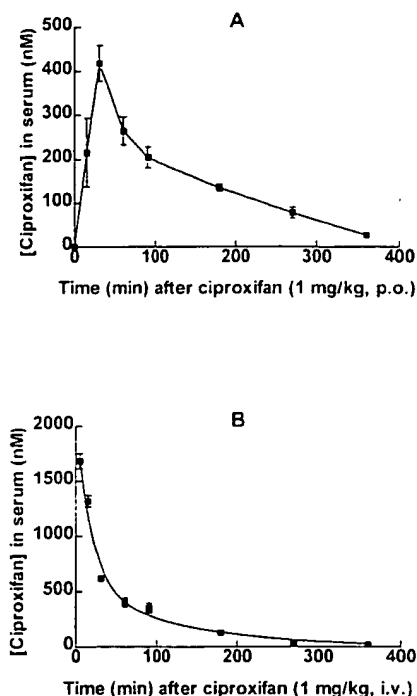 A
500
400
300
200
100
0
[Ciproxifan] in serum (nM)
0 100 200 300 400
Time (min) after ciproxifan (1 mg/kg, p.o.)
B
2000
1500
1000
500
0
[Ciproxifan] in serum (nM)
0 100 200 300 400
Time (min) after ciproxifan (1 mg/kg, i.v.)